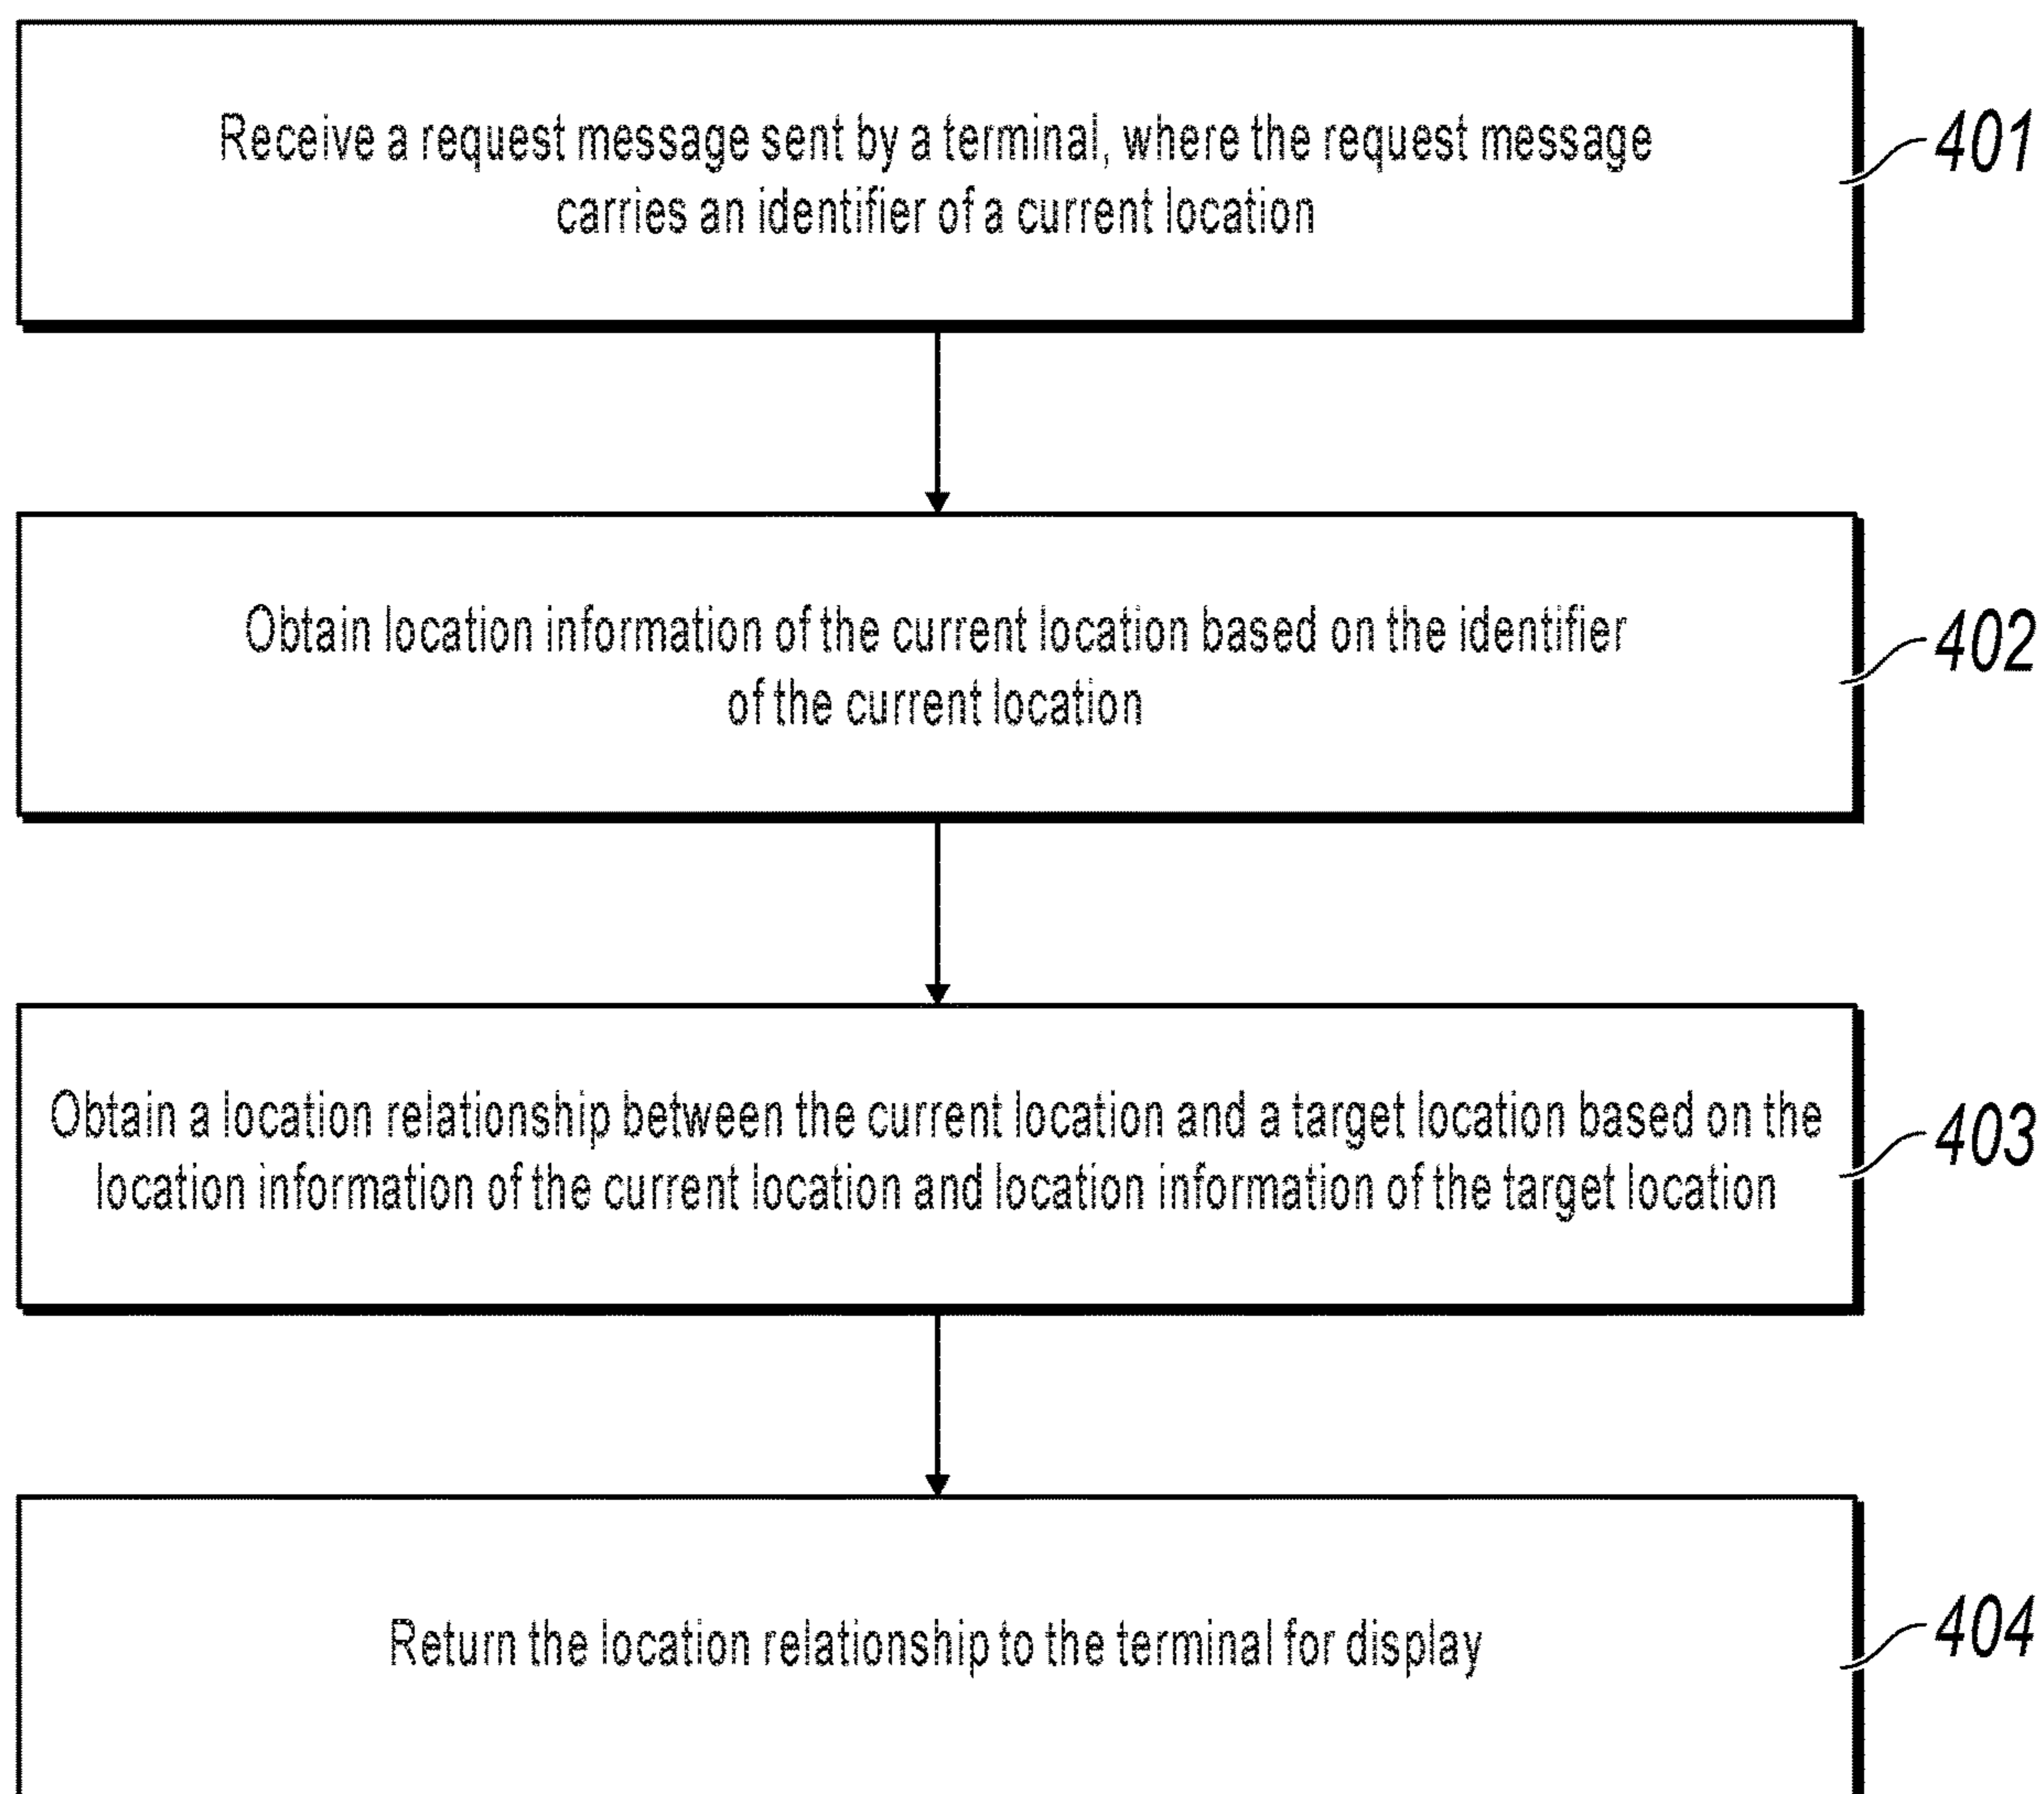 Receive a request message sent by a terminal, where the request message
carries an identifier of a current location
401
Obtain location information of the current location based on the identifier
of the current location
402
Obtain a location relationship between the current location and a target location based on the
location information of the current location and location information of the target location
403
Return the location relationship to the terminal for display
404